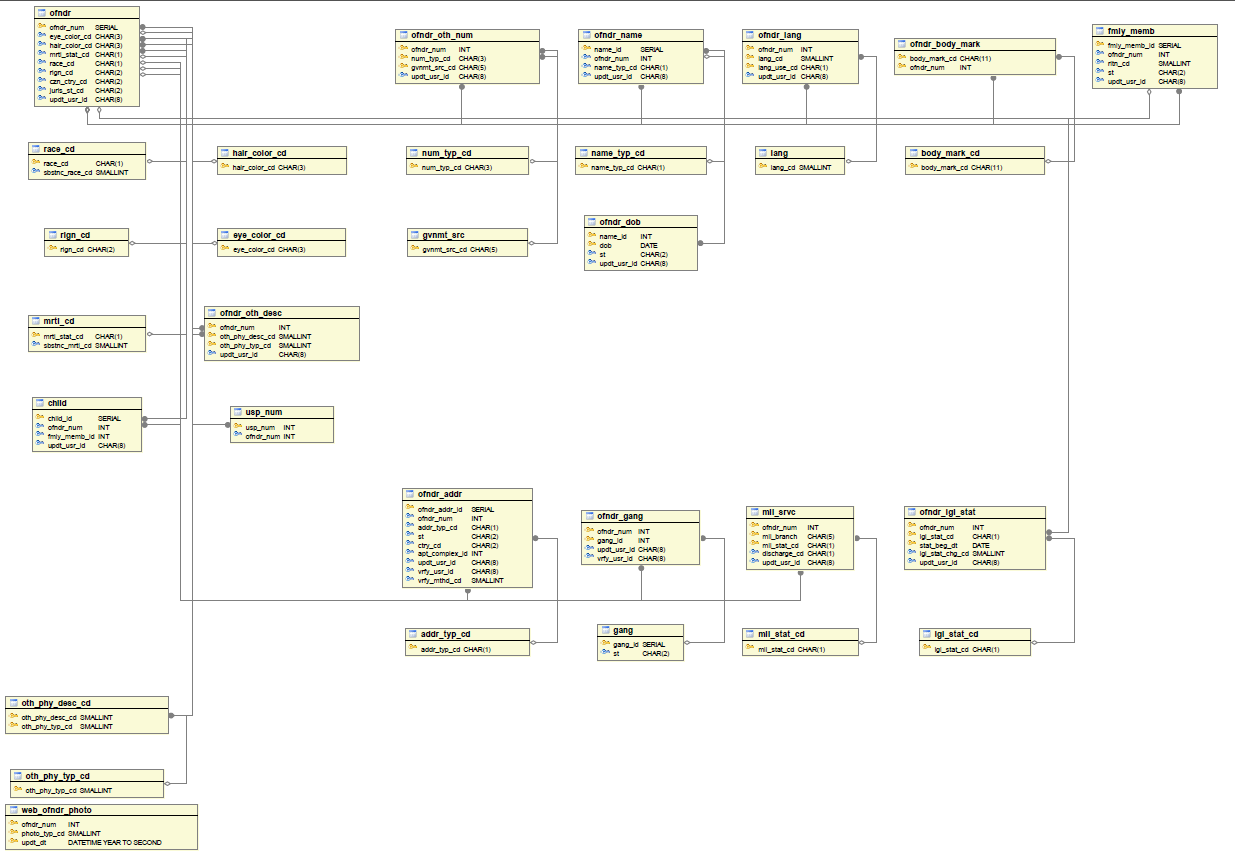 ofndr
ofndr_num SERIAL
eye_color_cd CHAR(3)
hair_color_cd CHAR(3)
mrtl_stat_cd CHAR(1)
race_cd CHAR(1)
rlgn_cd CHAR(2)
czn_ctry_cd CHAR(2)
juris_st_cd CHAR(2)
updt_usr_id CHAR(8)
ofndr_oth_num
ofndr_num INT
num_typ_cd CHAR(3)
gvnmt_src_cd CHAR(5)
updt_usr_id CHAR(8)
ofndr_name
name_id SERIAL
ofndr_num INT
name_typ_cd CHAR(1)
updt_usr_id CHAR(8)
ofndr_lang
ofndr_num INT
lang_cd SMALLINT
lang_use_cd CHAR(1)
updt_usr_id CHAR(8)
ofndr_body_mark
body_mark_cd CHAR(11)
ofndr_num INT
fmly_memb
fmly_memb_id SERIAL
ofndr_num INT
rltn_cd SMALLINT
st CHAR(2)
updt_usr_id CHAR(8)
race_cd
race_cd CHAR(1)
sbstnc_race_cd SMALLINT
hair_color_cd
hair_color_cd CHAR(3)
num_typ_cd
num_typ_cd CHAR(3)
name_typ_cd
name_typ_cd CHAR(1)
lang
lang_cd SMALLINT
body_mark_cd
body_mark_cd CHAR(11)
rlgn_cd
rlgn_cd CHAR(2)
eye_color_cd
eye_color_cd CHAR(3)
gvnmt_src
gvnmt_src_cd CHAR(5)
ofndr_dob
name_id INT
dob DATE
st CHAR(2)
updt_usr_id CHAR(8)
mrtl_cd
mrtl_stat_cd CHAR(1)
sbstnc_mrtl_cd SMALLINT
ofndr_oth_desc
ofndr_num INT
oth_phy_desc_cd SMALLINT
oth_phy_typ_cd SMALLINT
updt_usr_id CHAR(8)
child
child_id SERIAL
ofndr_num INT
fmly_memb_id INT
updt_usr_id CHAR(8)
usp_num
usp_num INT
ofndr_num INT
ofndr_addr
ofndr_addr_id SERIAL
ofndr_num INT
addr_typ_cd CHAR(1)
st CHAR(2)
ctry_cd CHAR(2)
apt_complex_id INT
updt_usr_id CHAR(8)
vrfy_usr_id CHAR(8)
vrfy_mthd_cd SMALLINT
ofndr_gang
ofndr_num INT
gang_id INT
updt_usr_id CHAR(8)
vrfy_usr_id CHAR(8)
mil_srvc
ofndr_num INT
mil_branch CHAR(5)
mil_stat_cd CHAR(1)
discharge_cd CHAR(1)
updt_usr_id CHAR(8)
ofndr_lgl_stat
ofndr_num INT
lgl_stat_cd CHAR(1)
stat_beg_dt DATE
lgl_stat_chg_cd SMALLINT
updt_usr_id CHAR(8)
addr_typ_cd
addr_typ_cd CHAR(1)
gang
gang_id SERIAL
st CHAR(2)
mil_stat_cd
mil_stat_cd CHAR(1)
lgl_stat_cd
lgl_stat_cd CHAR(1)
oth_phy_desc_cd
oth_phy_desc_cd SMALLINT
oth_phy_typ_cd SMALLINT
oth_phy_typ_cd
oth_phy_typ_cd SMALLINT
web_ofndr_photo
ofndr_num INT
photo_typ_cd SMALLINT
updt_dt DATETIME YEAR TO SECOND